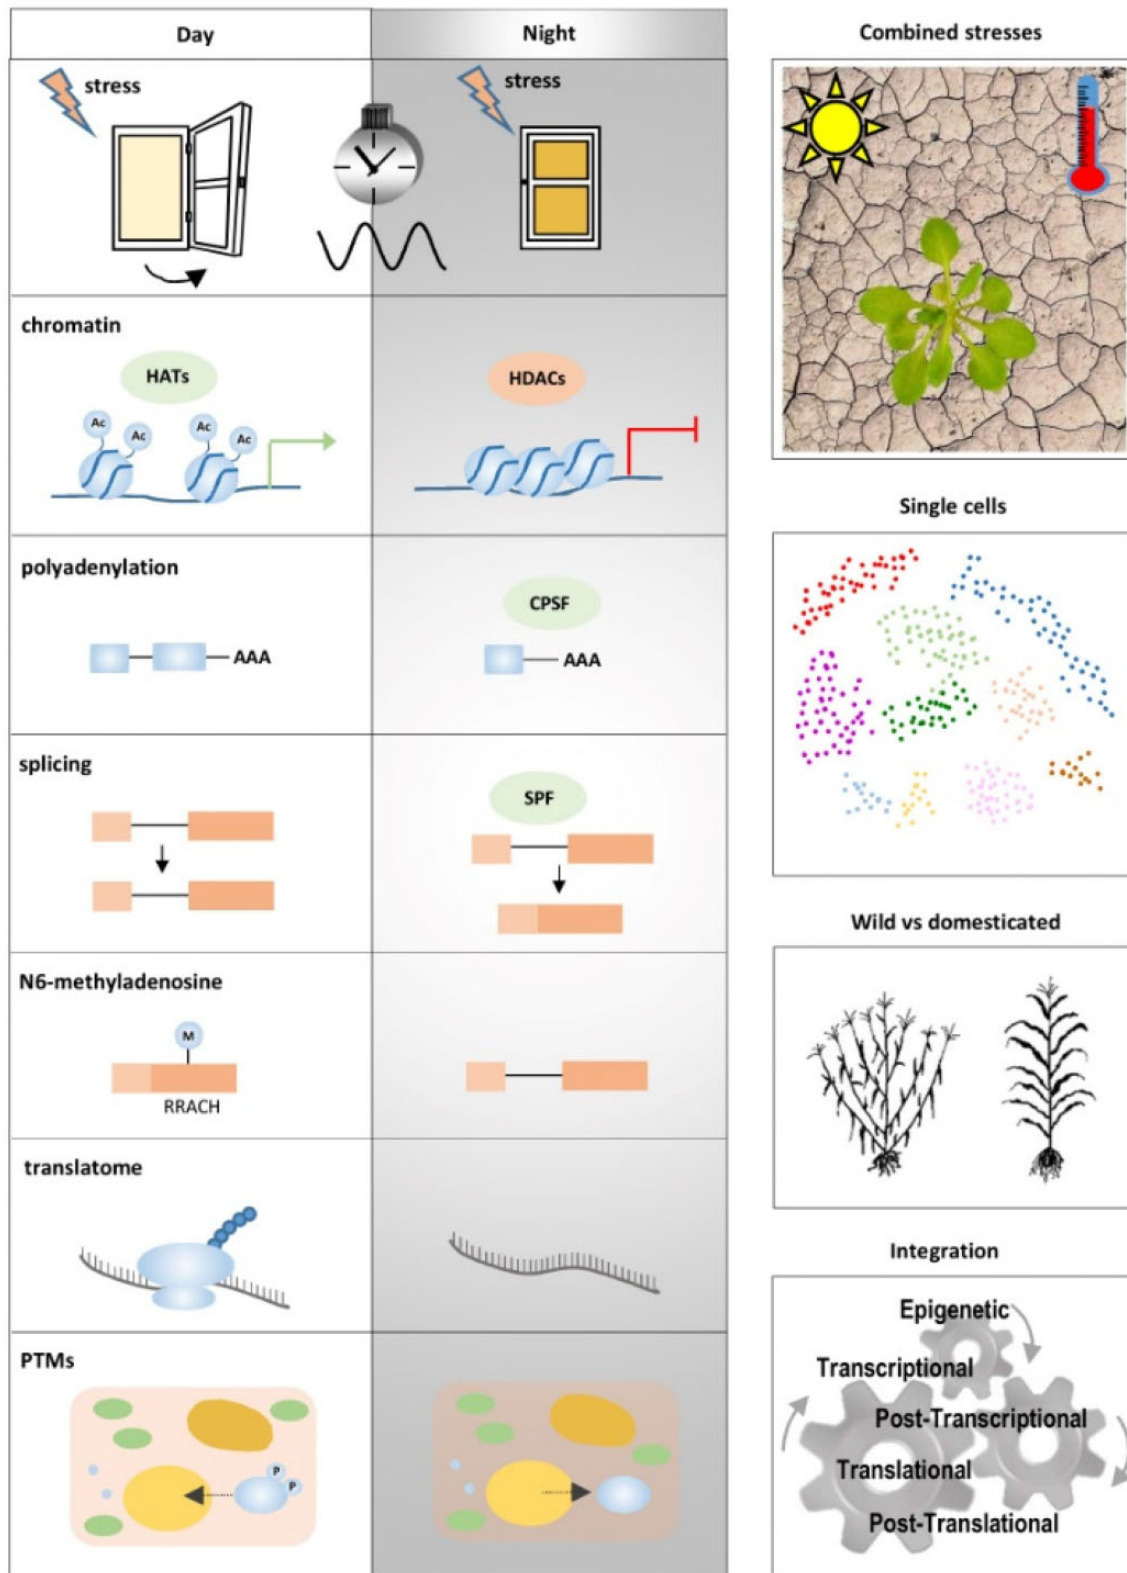 Day
Night
stress
stress
chromatin
HATs
Ac
Ac
Ac
Ac
HDACs
polyadenylation
AAA
CPSF
AAA
splicing
SPF
N6-methyladenosine
M
RRACH
translatome
PTMs
P
P
Combined stresses
Single cells
Wild vs domesticated
Integration
Epigenetic
Transcriptional
Post-Transcriptional
Translational
Post-Translational